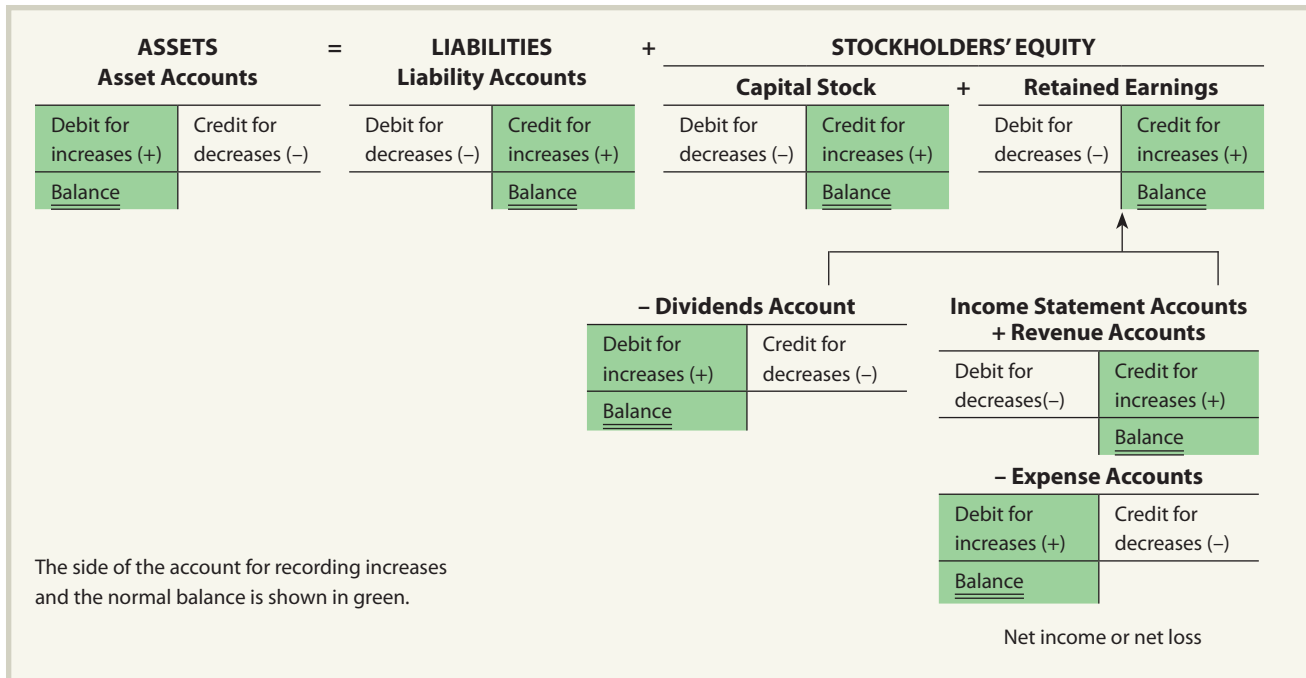 ASSETS = LIABILITIES + STOCKHOLDERS’ EQUITY
Asset Accounts Liability Accounts
Capital Stock + Retained Earnings
Debit for Credit for Debit for Credit for Debit for Credit for Debit for Credit for
increases (+) decreases (–) decreases (–) increases (+) decreases (–) increases (+) decreases (–) increases (+)
Balance Balance Balance Balance
– Dividends Account
Debit for Credit for
increases (+) decreases (–)
Balance
Income Statement Accounts
+ Revenue Accounts
Debit for Credit for
decreases(–) increases (+)
Balance
– Expense Accounts
Debit for Credit for
increases (+) decreases (–)
Balance
The side of the account for recording increases
and the normal balance is shown in green.
Net income or net loss